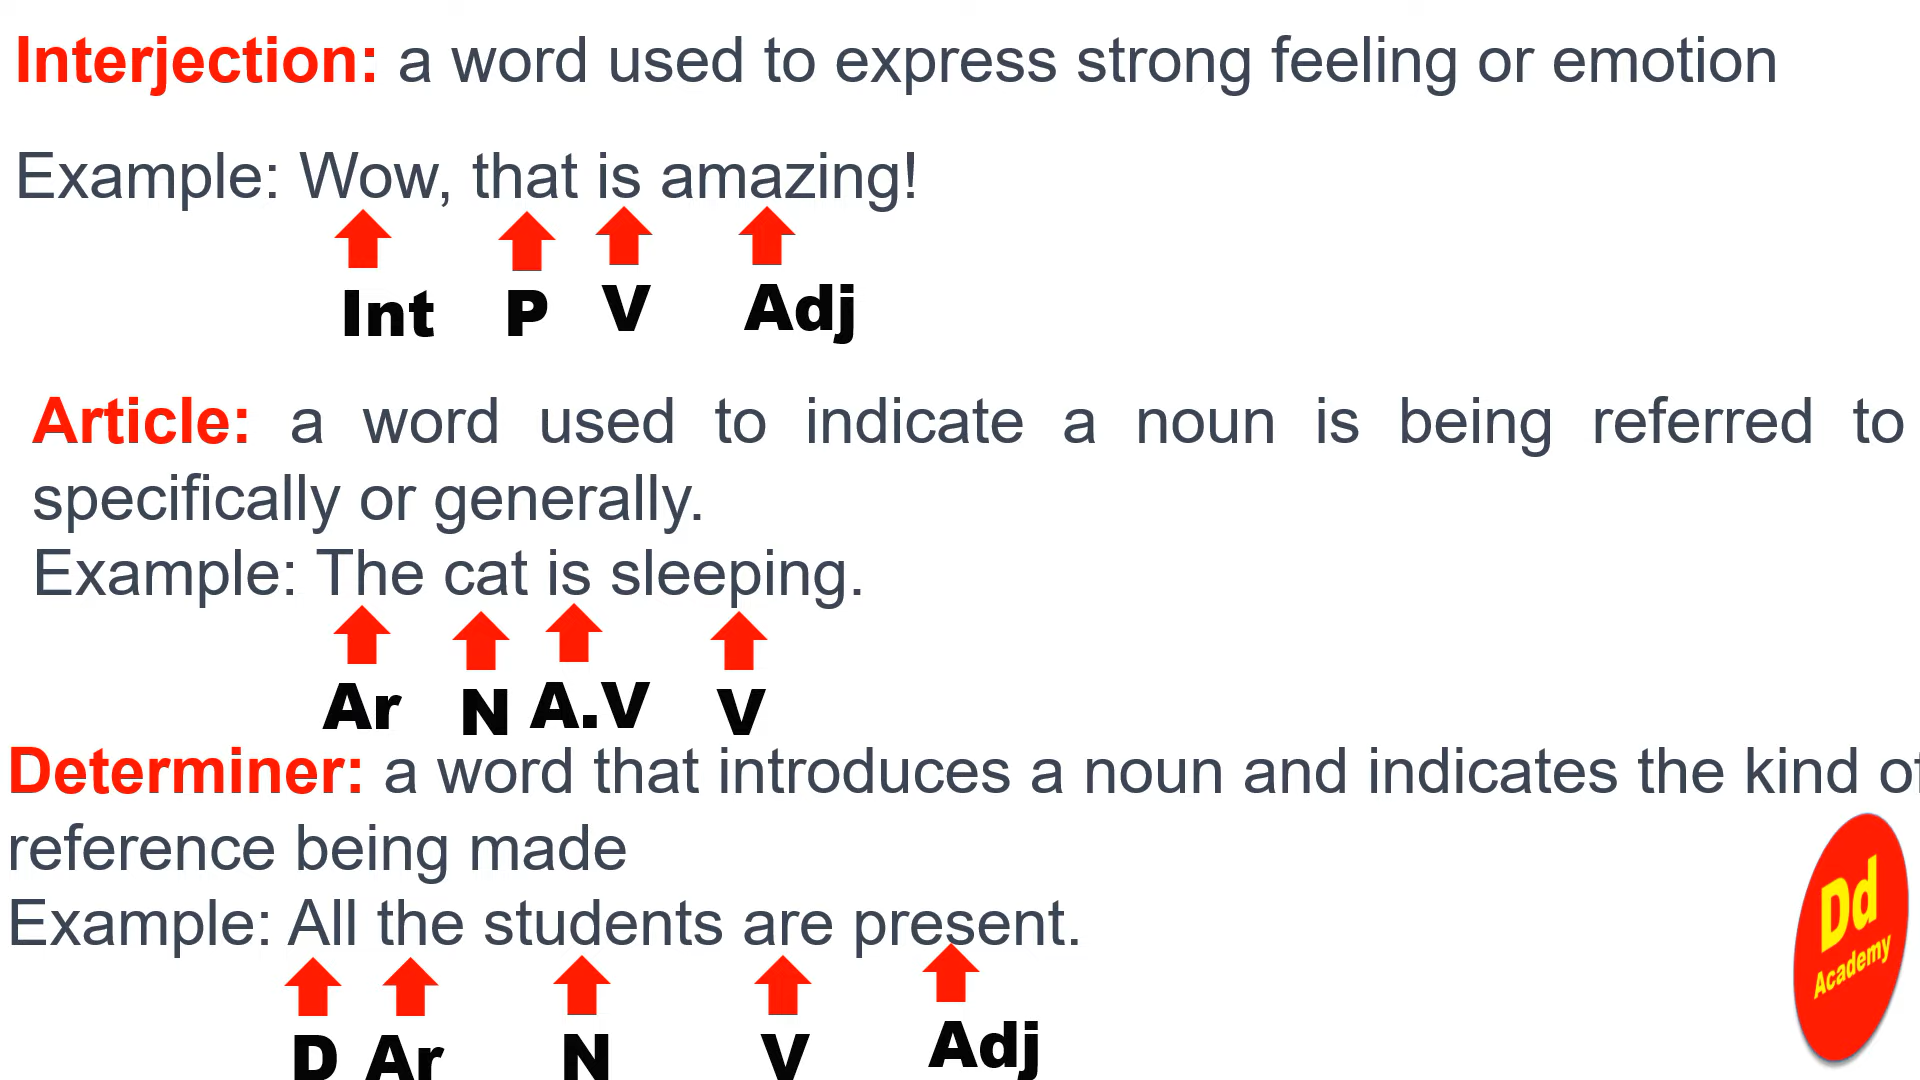 Interjection: a word used to express strong feeling or emotion
Example: Wow, that is amazing!
Int P V Adj
Article: a word used to indicate a noun is being referred to
specifically or generally.
Example: The cat is sleeping.
Ar N A.V V
Determiner: a word that introduces a noun and indicates the kind of
reference being made
Example: All the students are present.
D Ar N V Adj
Dd
Academy